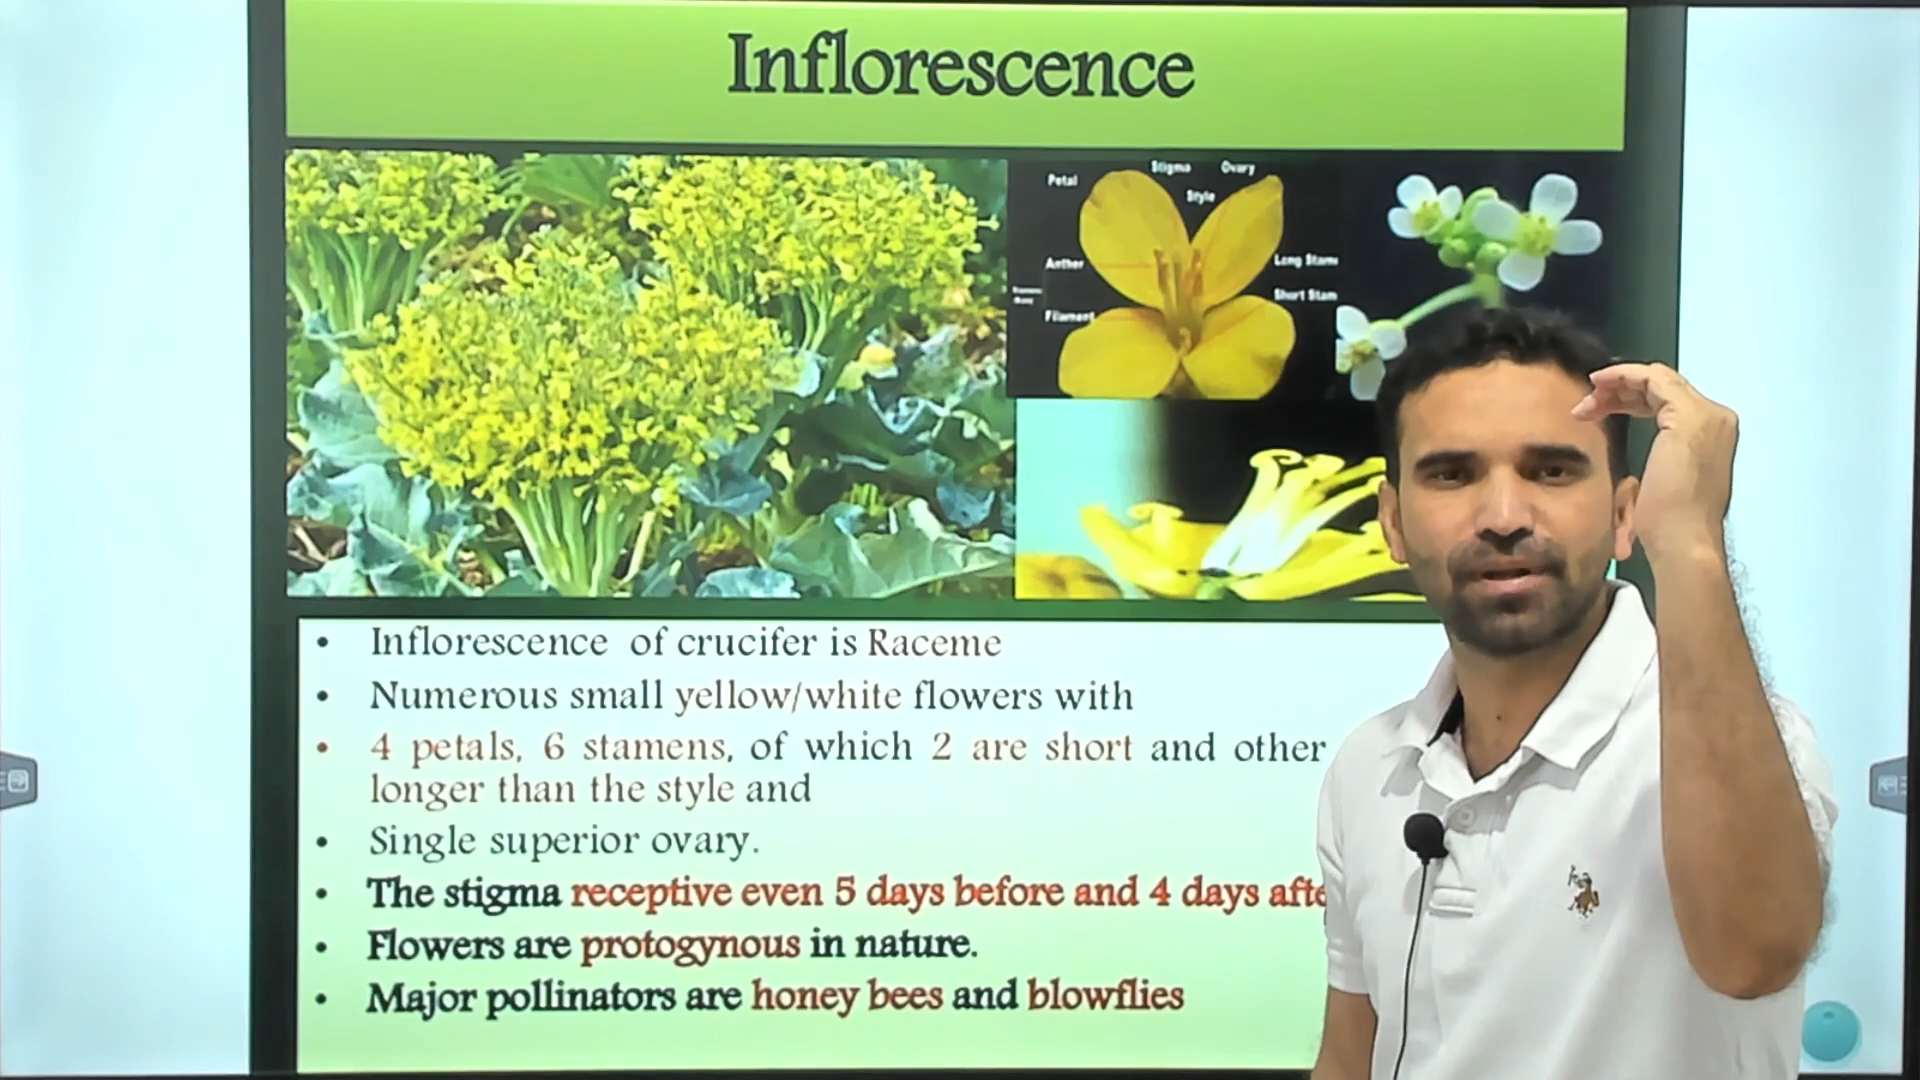 Inflorescence
Petal
Stigma
Ovary
Style
Anther
Long Stame
Filament
Short Stam
• Inflorescence of crucifer is Raceme
• Numerous small yellow/white flowers with
• 4 petals, 6 stamens, of which 2 are short and other
longer than the style and
• Single superior ovary.
• The stigma receptive even 5 days before and 4 days afte
• Flowers are protogynous in nature.
• Major pollinators are honey bees and blowflies